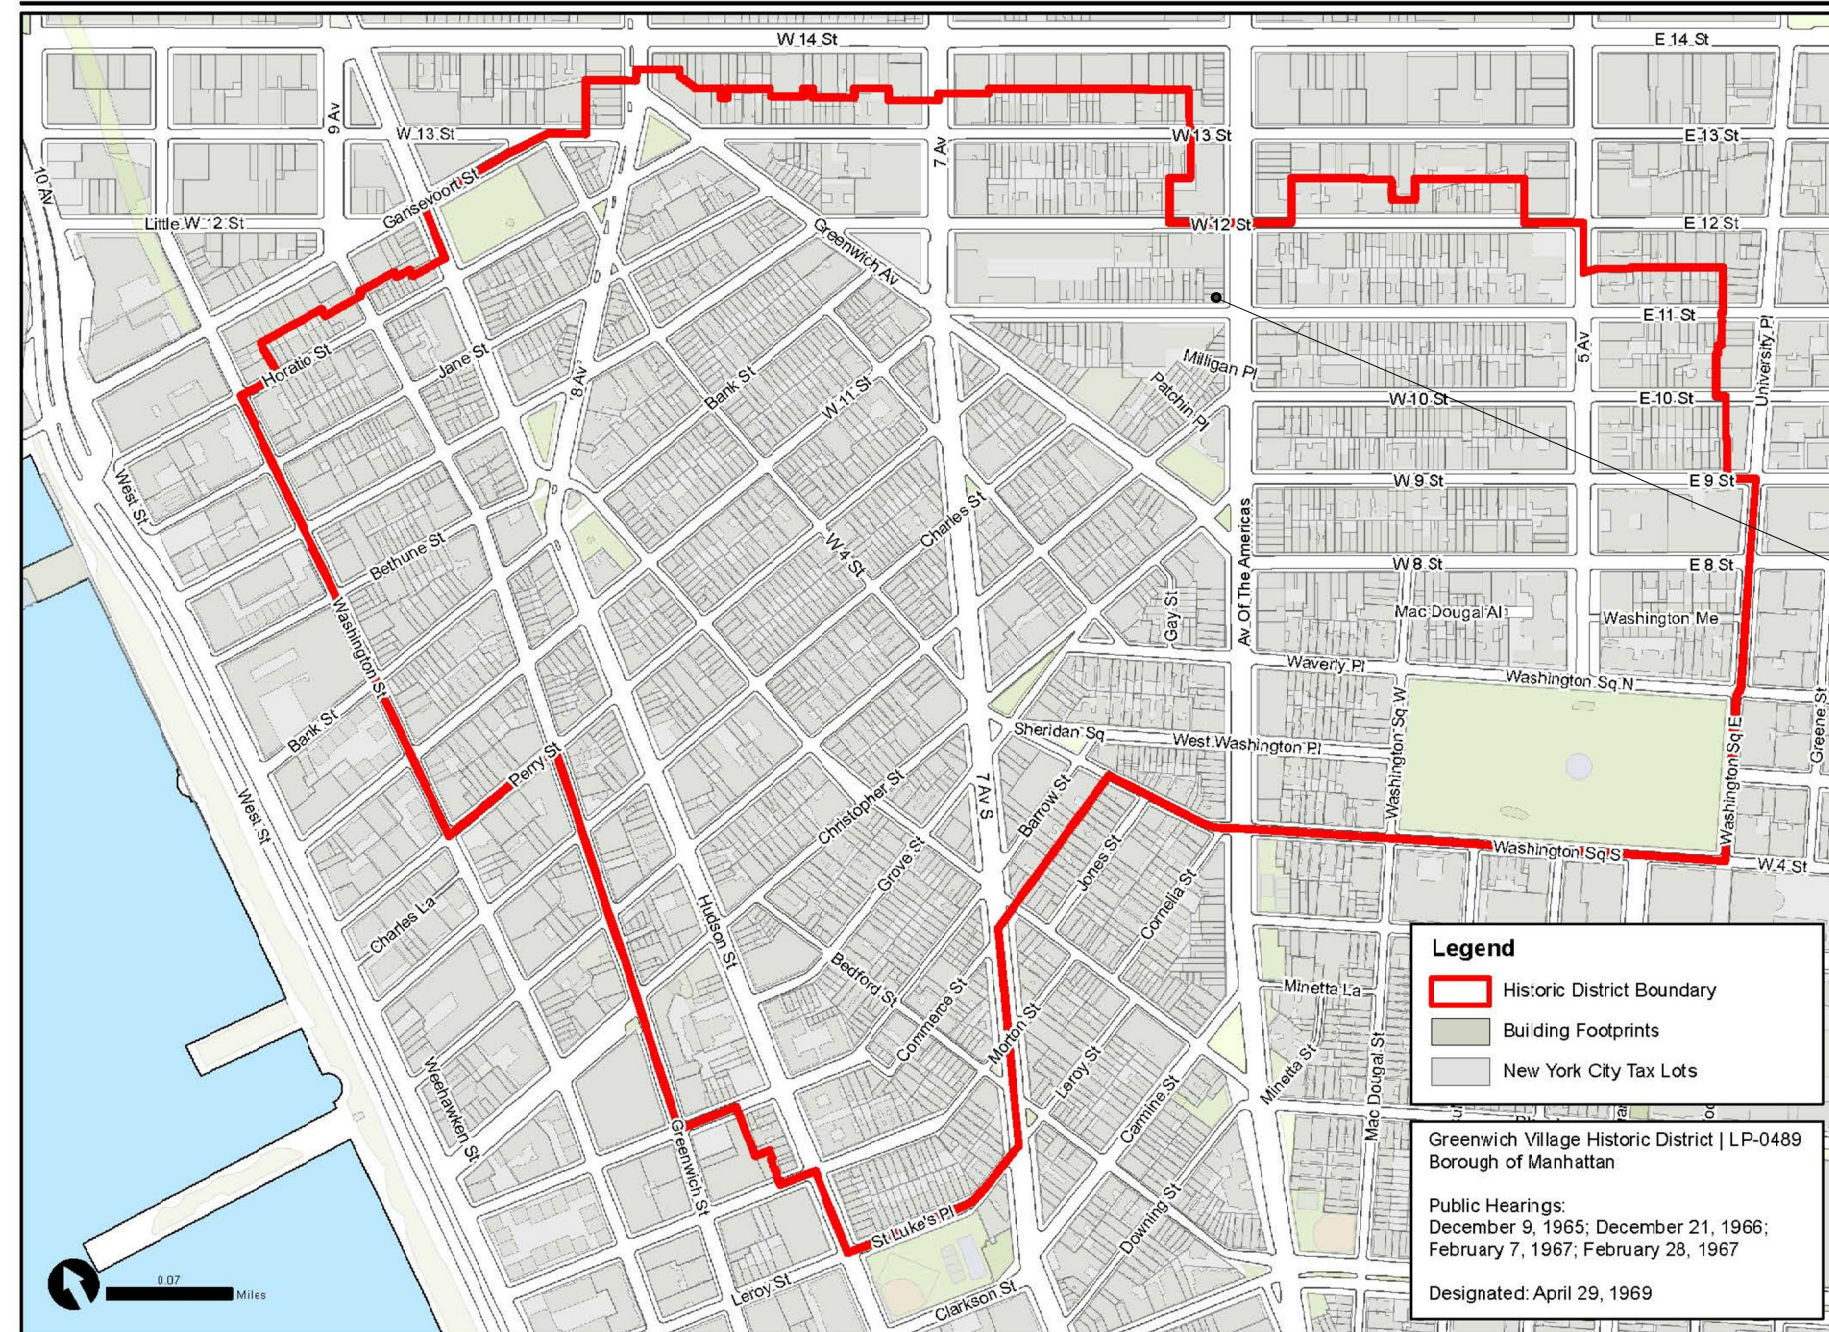 W 14 St
E 14 St
9 Av
W 13 St
7 Av
W 13 St
E 13 St
10 Av
Gansevoort St
Little W 12 St
Greenwich Av
W 12 St
E 12 St
E 11 St
5 Av
University Pl
Horatio St
Jane St
8 Av
Bank St
W 11 St
Milligan Pl
Patchin Pl
W 10 St
E 10 St
West St
W 9 St
E 9 St
Charles St
Bethune St
W 4 St
Av Of The Americas
W 8 St
E 8 St
Gay St
Mac Dougal Al
Washington Me
Washington St
Waverly Pl
Washington Sq N
Bank St
Perry St
Sheridan Sq
West Washington Pl
Washington Sq W
Washington Sq E
Greene St
West St
Christopher St
7 Av S
Barrow St
Grove St
Jones St
Washington Sq S
W 4 St
Charles La
Hudson St
Cornelia St
Bedford St
Commerce St
Minetta La
Morton St
Leroy St
Minetta St
Mac Dougal St
Weehawken St
Carmine St
Greenwich St
St Luke's Pl
Downing St
Leroy St
Clarkson St
0.07
Miles
Legend
Historic District Boundary
Building Footprints
New York City Tax Lots
Greenwich Village Historic District | LP-0489
Borough of Manhattan
Public Hearings:
December 9, 1965; December 21, 1966;
February 7, 1967; February 28, 1967
Designated: April 29, 1969